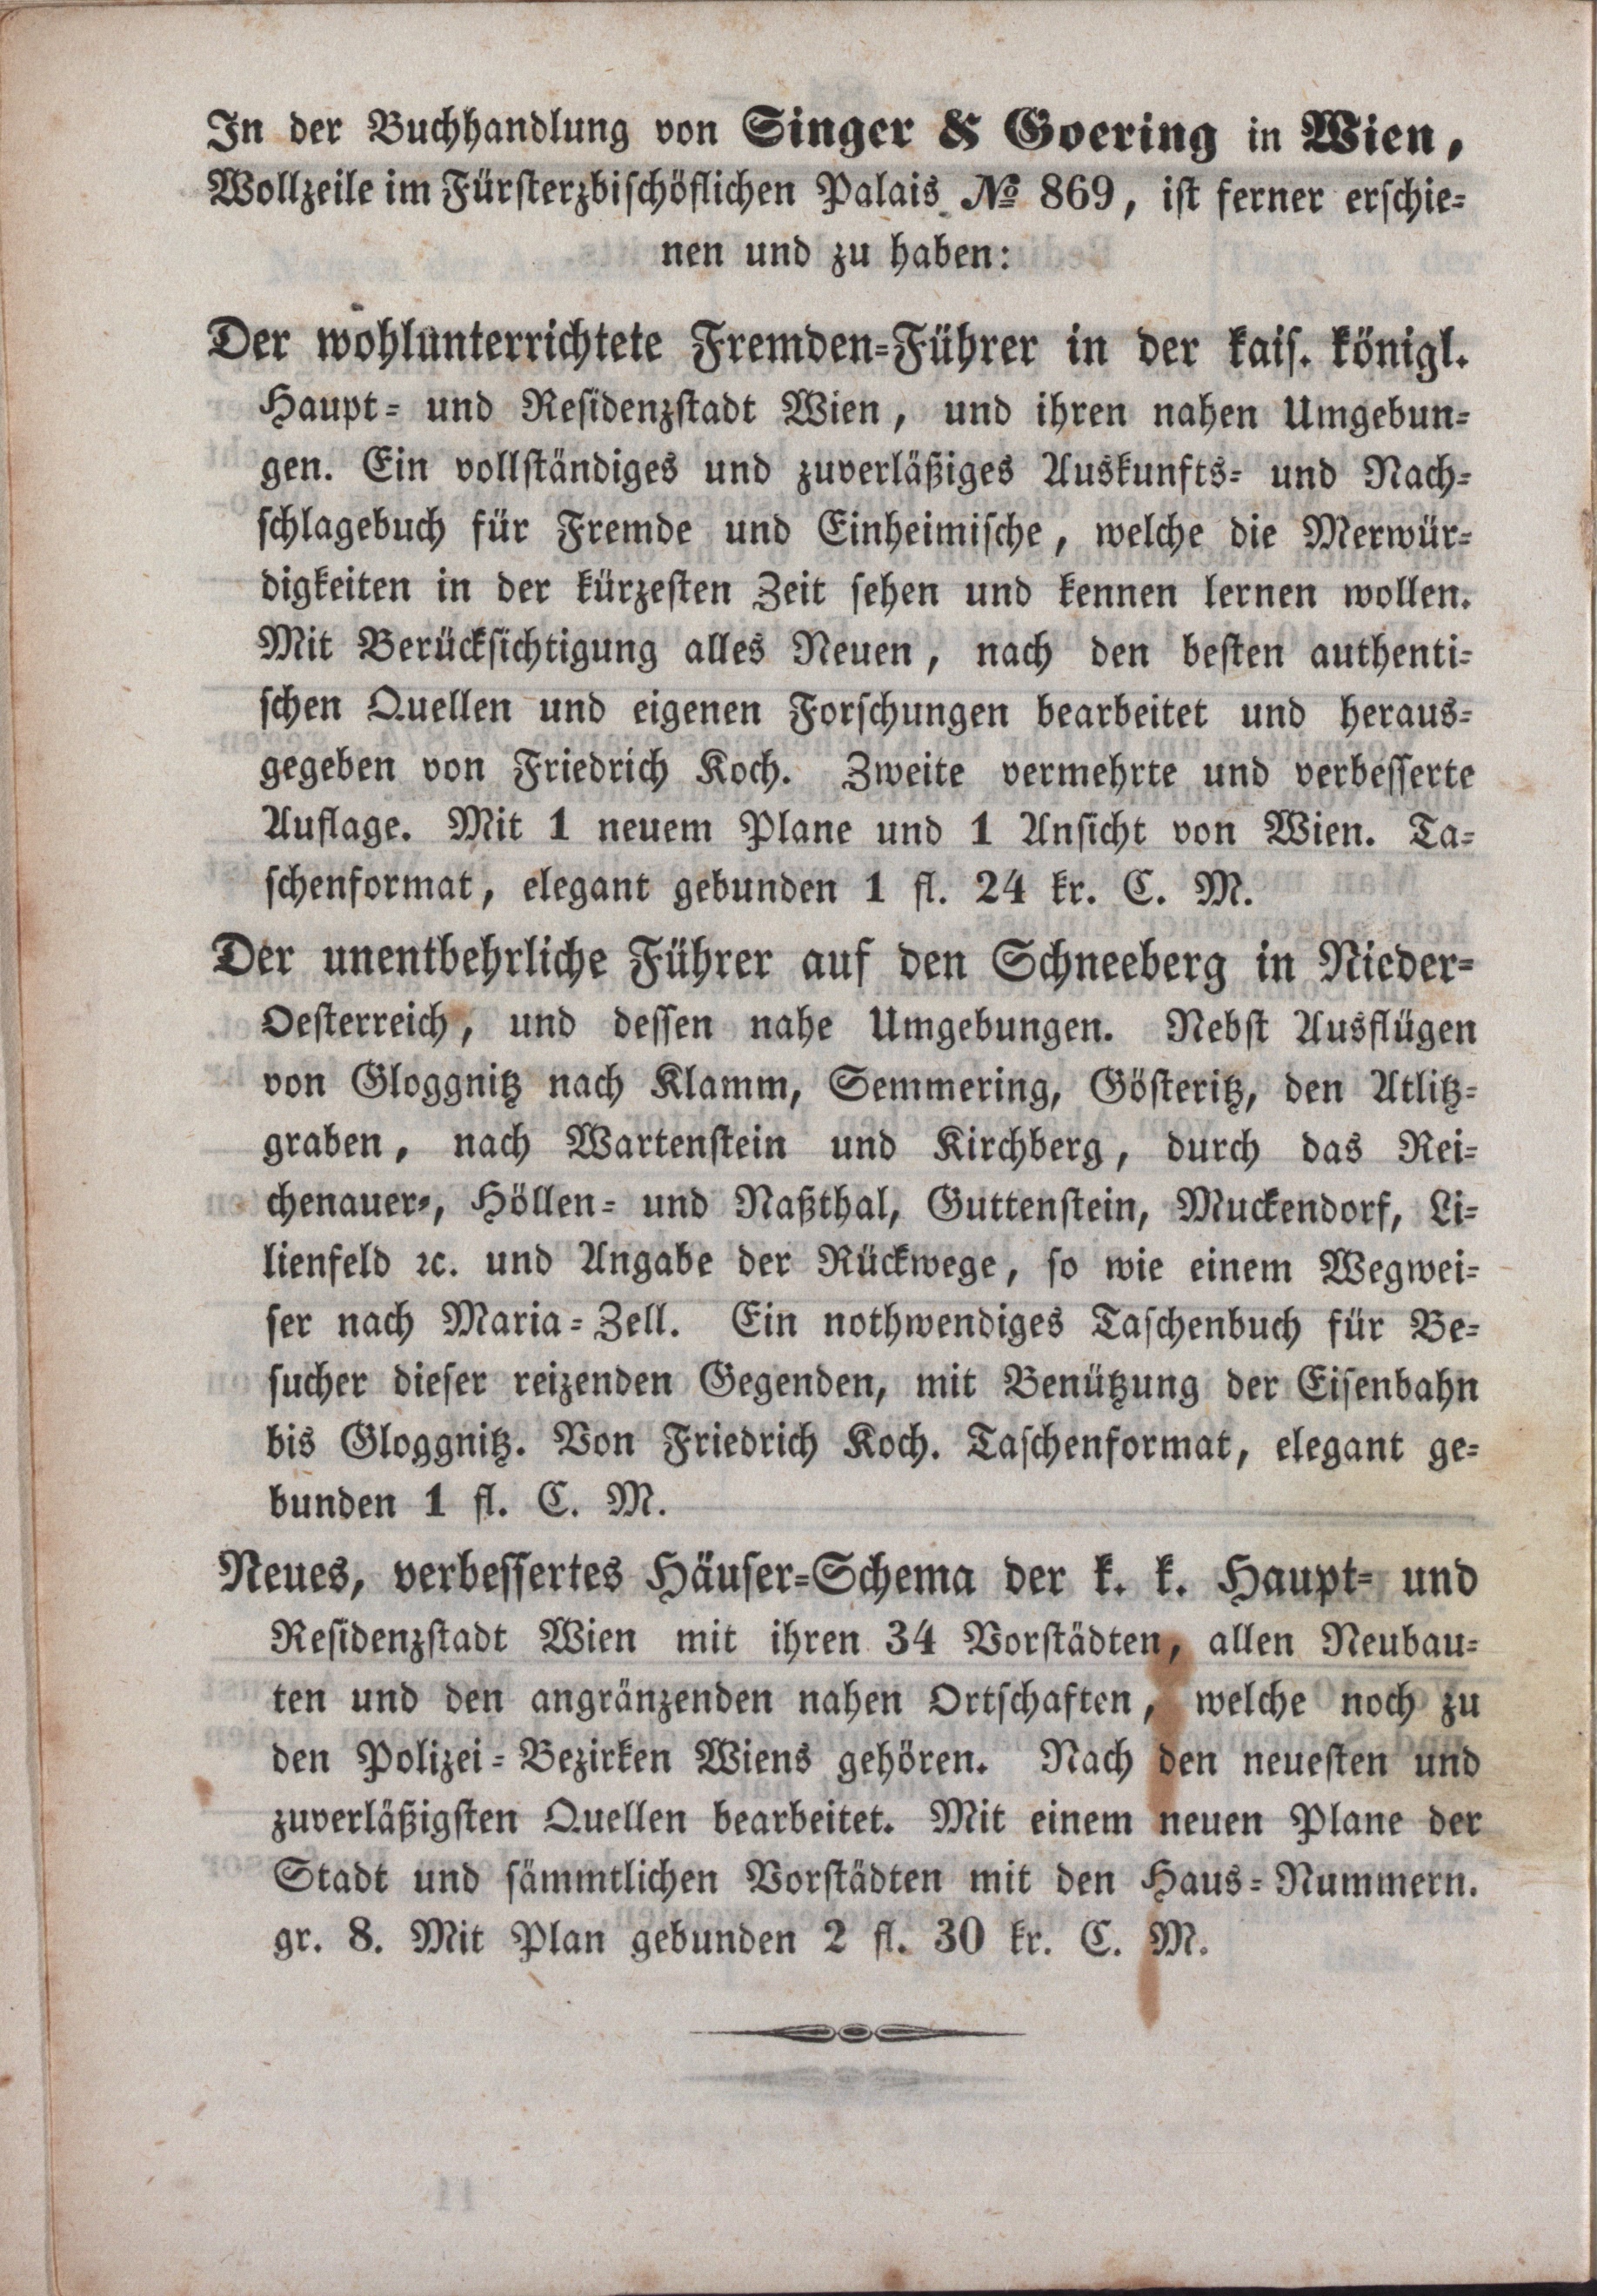 In der Buchhandlung von Singer & Goering in Wien,
Wollzeile im Fürsterzbischöflichen Palais No 869, ist ferner erschie-
nen und zu haben:
Der wohlunterrichtete Fremden-Führer in der kais. königl.
Haupt- und Residenzstadt Wien, und ihren nahen Umgebun-
gen. Ein vollständiges und zuverläßiges Auskunfts- und Nach-
schlagebuch für Fremde und Einheimische, welche die Merwür-
digkeiten in der kürzesten Zeit sehen und kennen lernen wollen.
Mit Berücksichtigung alles Neuen, nach den besten authenti-
schen Quellen und eigenen Forschungen bearbeitet und heraus-
gegeben von Friedrich Koch. Zweite vermehrte und verbesserte
Auflage. Mit 1 neuem Plane und 1 Ansicht von Wien. Ta-
schenformat, elegant gebunden 1 fl. 24 kr. C. M.
Der unentbehrliche Führer auf den Schneeberg in Nieder-
Oesterreich, und dessen nahe Umgebungen. Nebst Ausflügen
von Gloggnitz nach Klamm, Semmering, Gösteritz, den Atlitz-
graben, nach Wartenstein und Kirchberg, durch das Rei-
chenauer-, Höllen- und Naßthal, Guttenstein, Muckendorf, Li-
lienfeld ꝛc. und Angabe der Rückwege, so wie einem Wegwei-
ser nach Maria-Zell. Ein nothwendiges Taschenbuch für Be-
sucher dieser reizenden Gegenden, mit Benützung der Eisenbahn
bis Gloggnitz. Von Friedrich Koch. Taschenformat, elegant ge-
bunden 1 fl. C. M.
Neues, verbessertes Häuser-Schema der k. k. Haupt- und
Residenzstadt Wien mit ihren 34 Vorstädten, allen Neubau-
ten und den angränzenden nahen Ortschaften, welche noch zu
den Polizei-Bezirken Wiens gehören. Nach den neuesten und
zuverläßigsten Quellen bearbeitet. Mit einem neuen Plane der
Stadt und sämmtlichen Vorstädten mit den Haus-Nummern.
gr. 8. Mit Plan gebunden 2 fl. 30 kr. C. M.